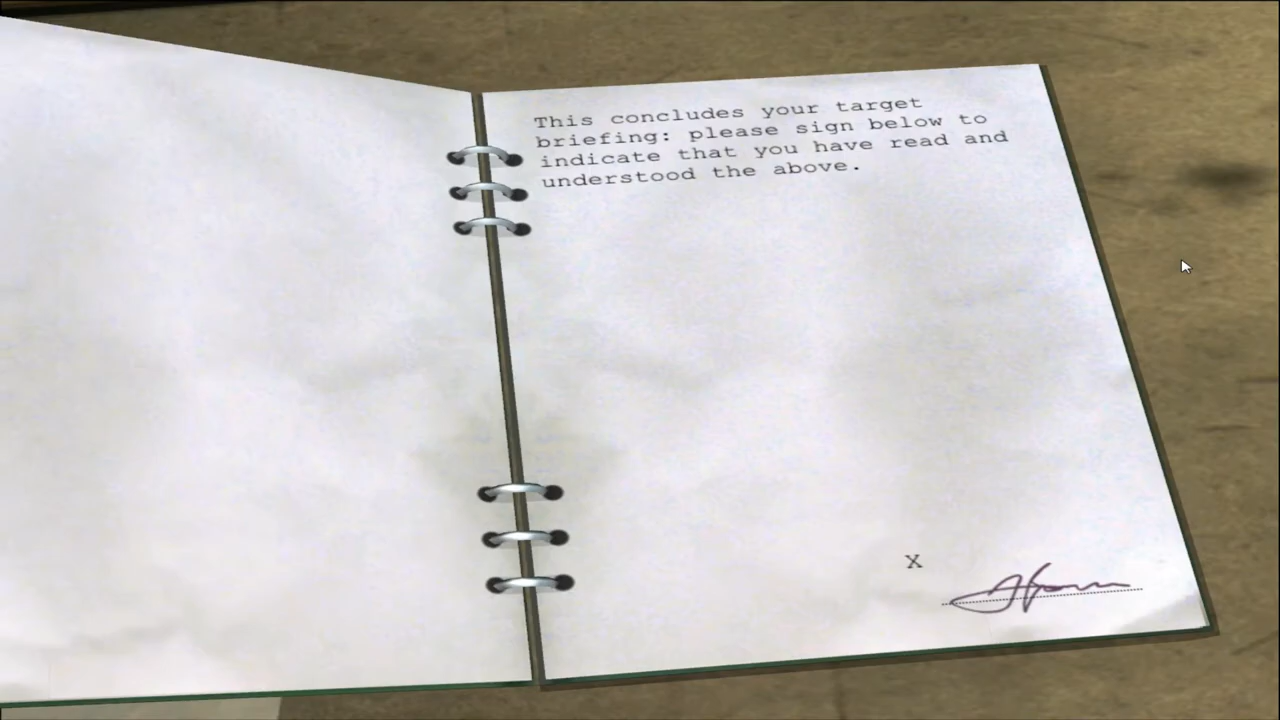 This concludes your target
briefing: please sign below to
indicate that you have read and
understood the above.
X